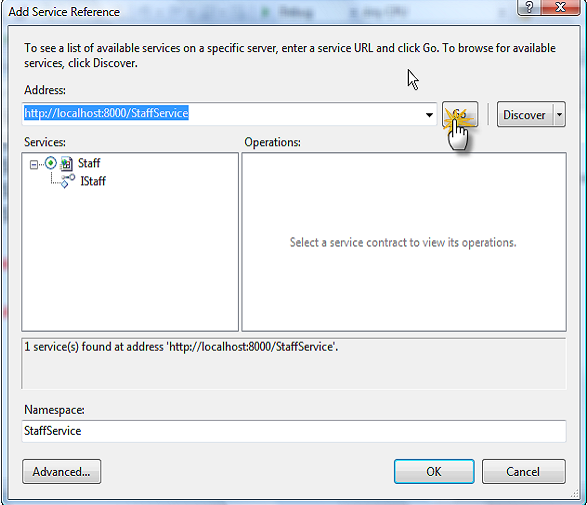 Add Service Reference
To see a list of available services on a specific server, enter a service URL and click Go. To browse for available
services, click Discover.
Address:
http://localhost:8000/StaffService
Go
Discover
Services:
Operations:
Staff
IStaff
Select a service contract to view its operations.
1 service(s) found at address 'http://localhost:8000/StaffService'.
Namespace:
StaffService
Advanced...
OK
Cancel